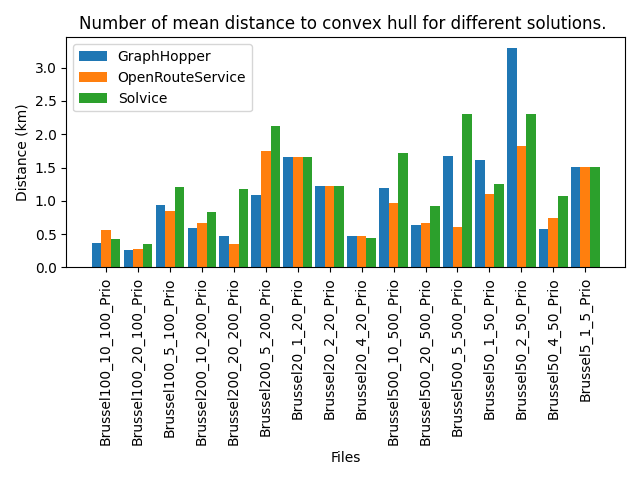 Number of mean distance to convex hull for different solutions.
GraphHopper
OpenRouteService
Solvice
Distance (km)
3.0
2.5
2.0
1.5
1.0
0.5
0.0
Brussel100_10_100_Prio
Brussel100_20_100_Prio
Brussel100_5_100_Prio
Brussel200_10_200_Prio
Brussel200_20_200_Prio
Brussel200_5_200_Prio
Brussel20_1_20_Prio
Brussel20_2_20_Prio
Brussel20_4_20_Prio
Brussel500_10_500_Prio
Brussel500_20_500_Prio
Brussel500_5_500_Prio
Brussel50_1_50_Prio
Brussel50_2_50_Prio
Brussel50_4_50_Prio
Brussel5_1_5_Prio
Files